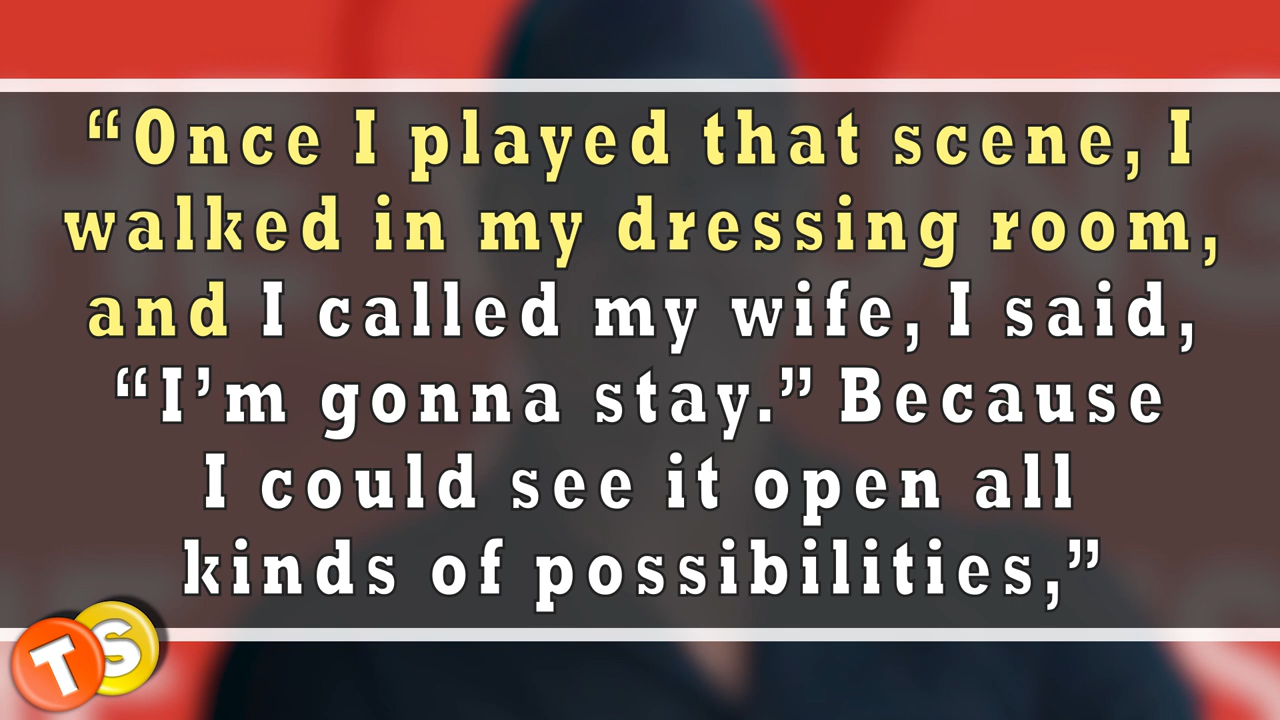 “Once I played that scene, I
walked in my dressing room,
and I called my wife, I said,
“I’m gonna stay.” Because
I could see it open all
kinds of possibilities,”
TS